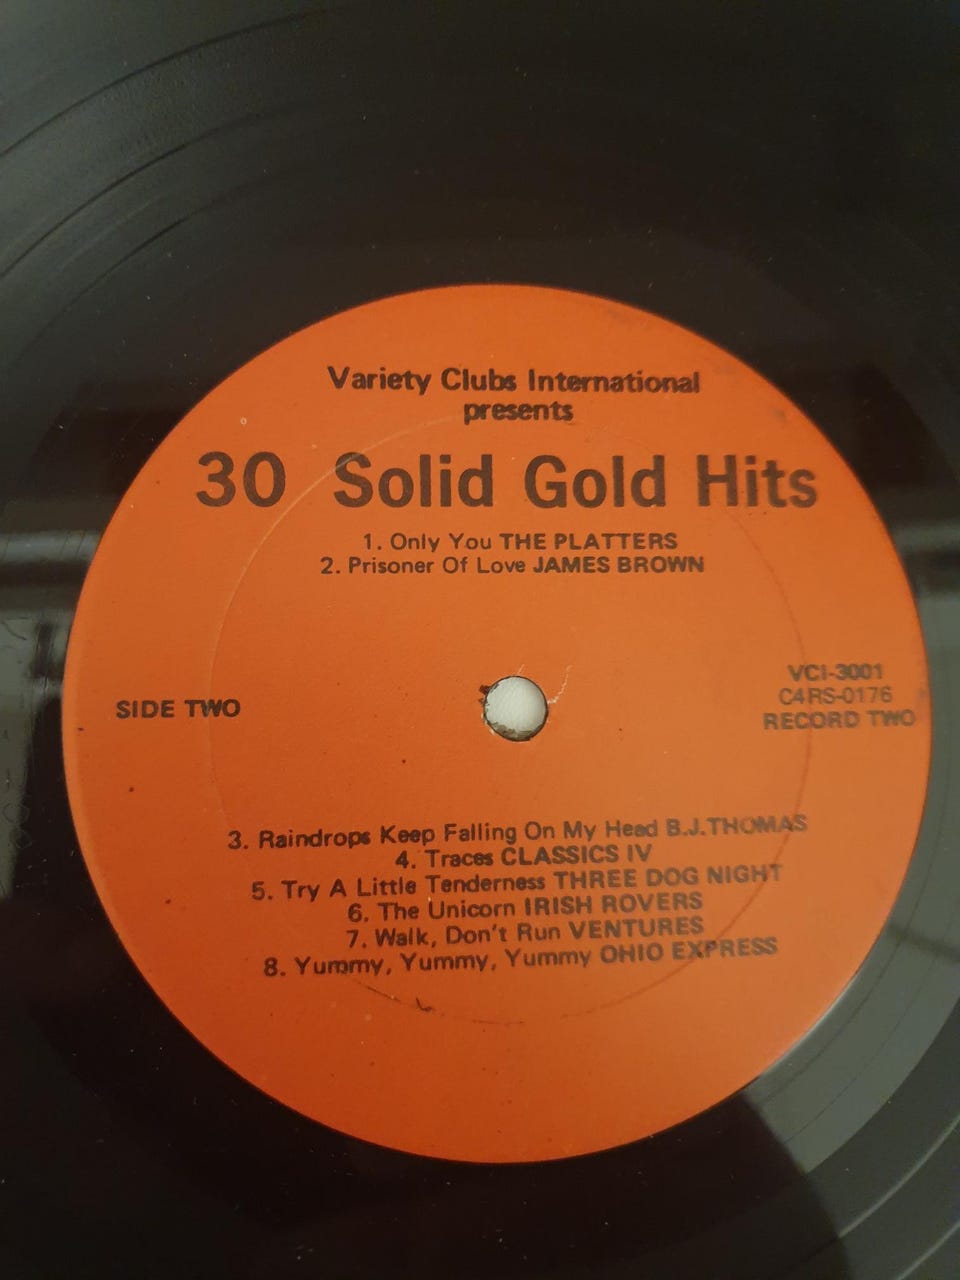 Variety Clubs International
presents
30 Solid Gold Hits
1. Only You THE PLATTERS
2. Prisoner Of Love JAMES BROWN
SIDE TWO
VCI-3001
C4RS-0176
RECORD TWO
3. Raindrops Keep Falling On My Head B.J.THOMAS
4. Traces CLASSICS IV
5. Try A Little Tenderness THREE DOG NIGHT
6. The Unicorn IRISH ROVERS
7. Walk, Don't Run VENTURES
8. Yummy, Yummy, Yummy OHIO EXPRESS